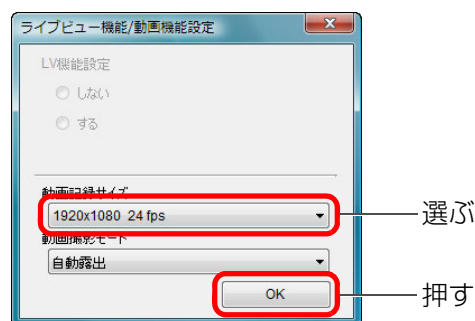 ライブビュー機能/動画機能設定
LV機能設定
しない
する
動画記録サイズ
1920x1080 24 fps
選ぶ
動画撮影モード
自動露出
OK
押す